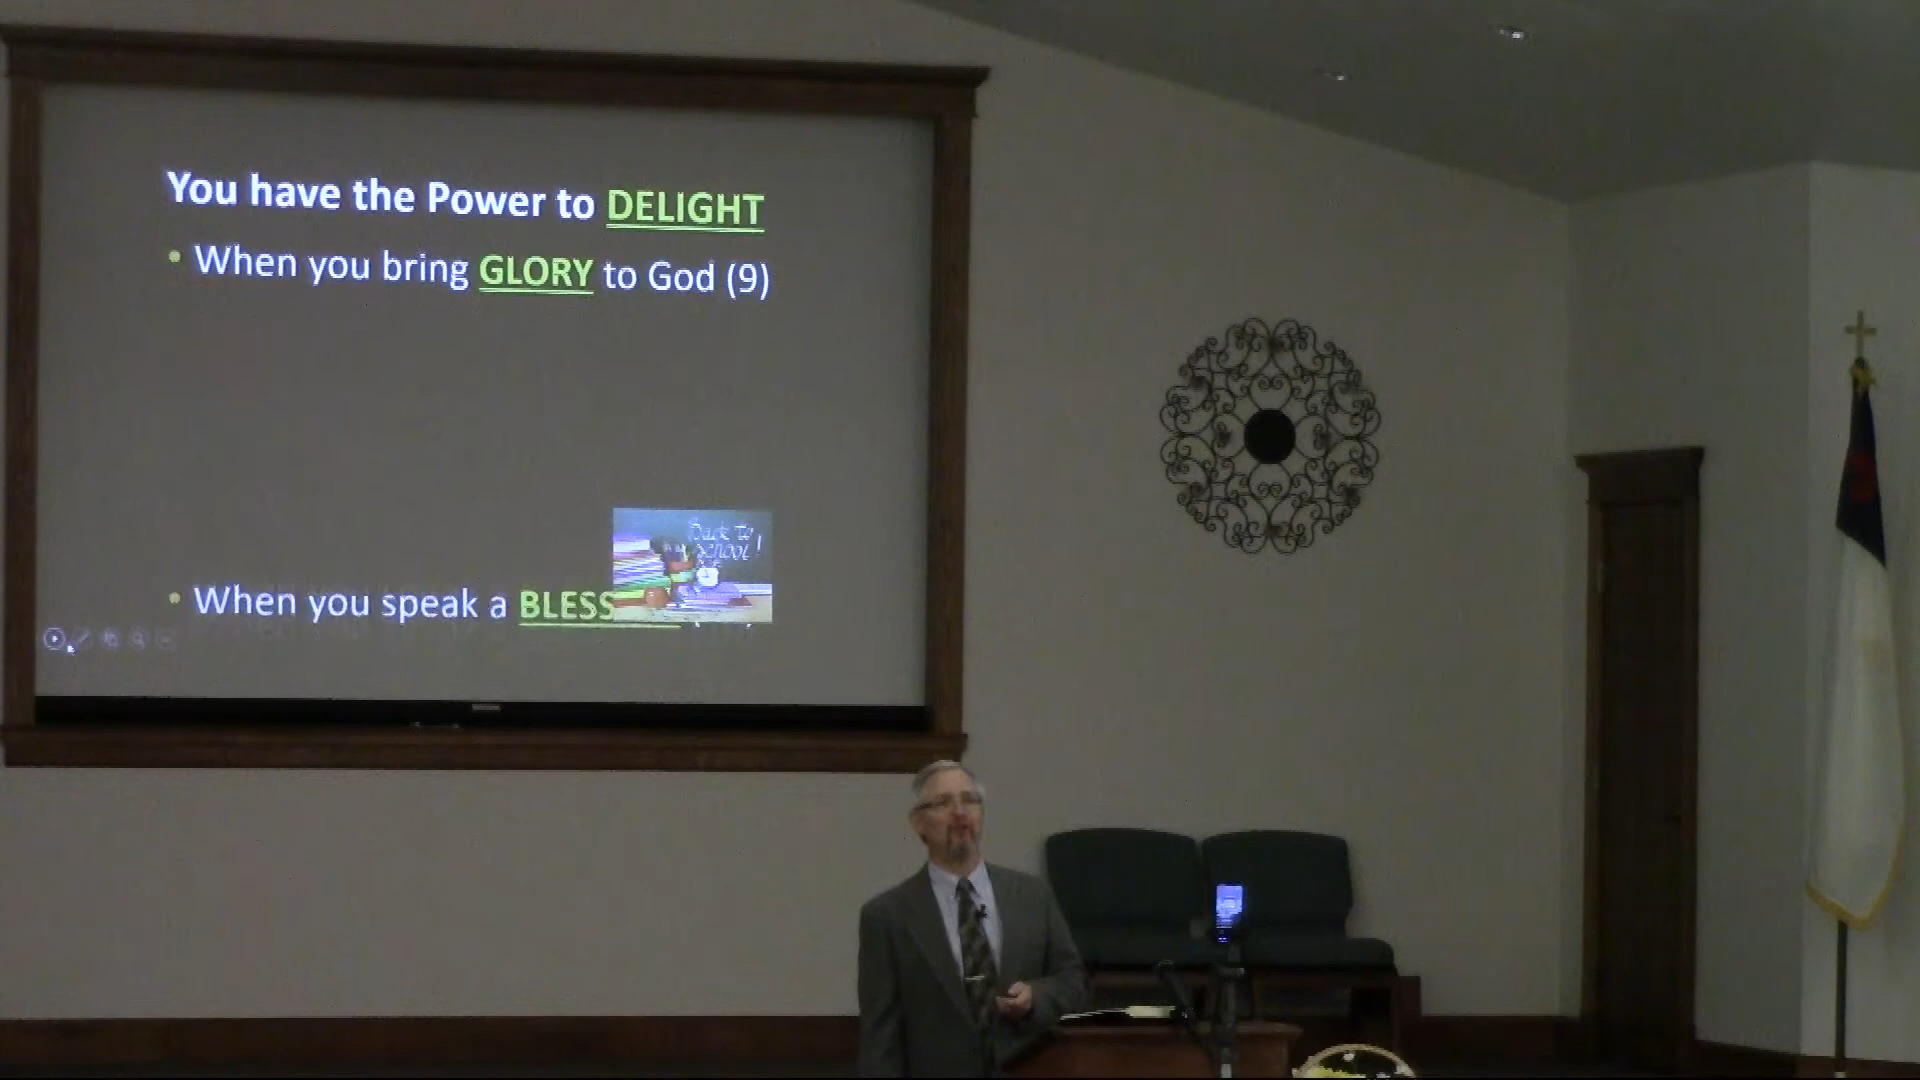 You have the Power to DELIGHT
• When you bring GLORY to God (9)
Back to
School!
• When you speak a BLESS